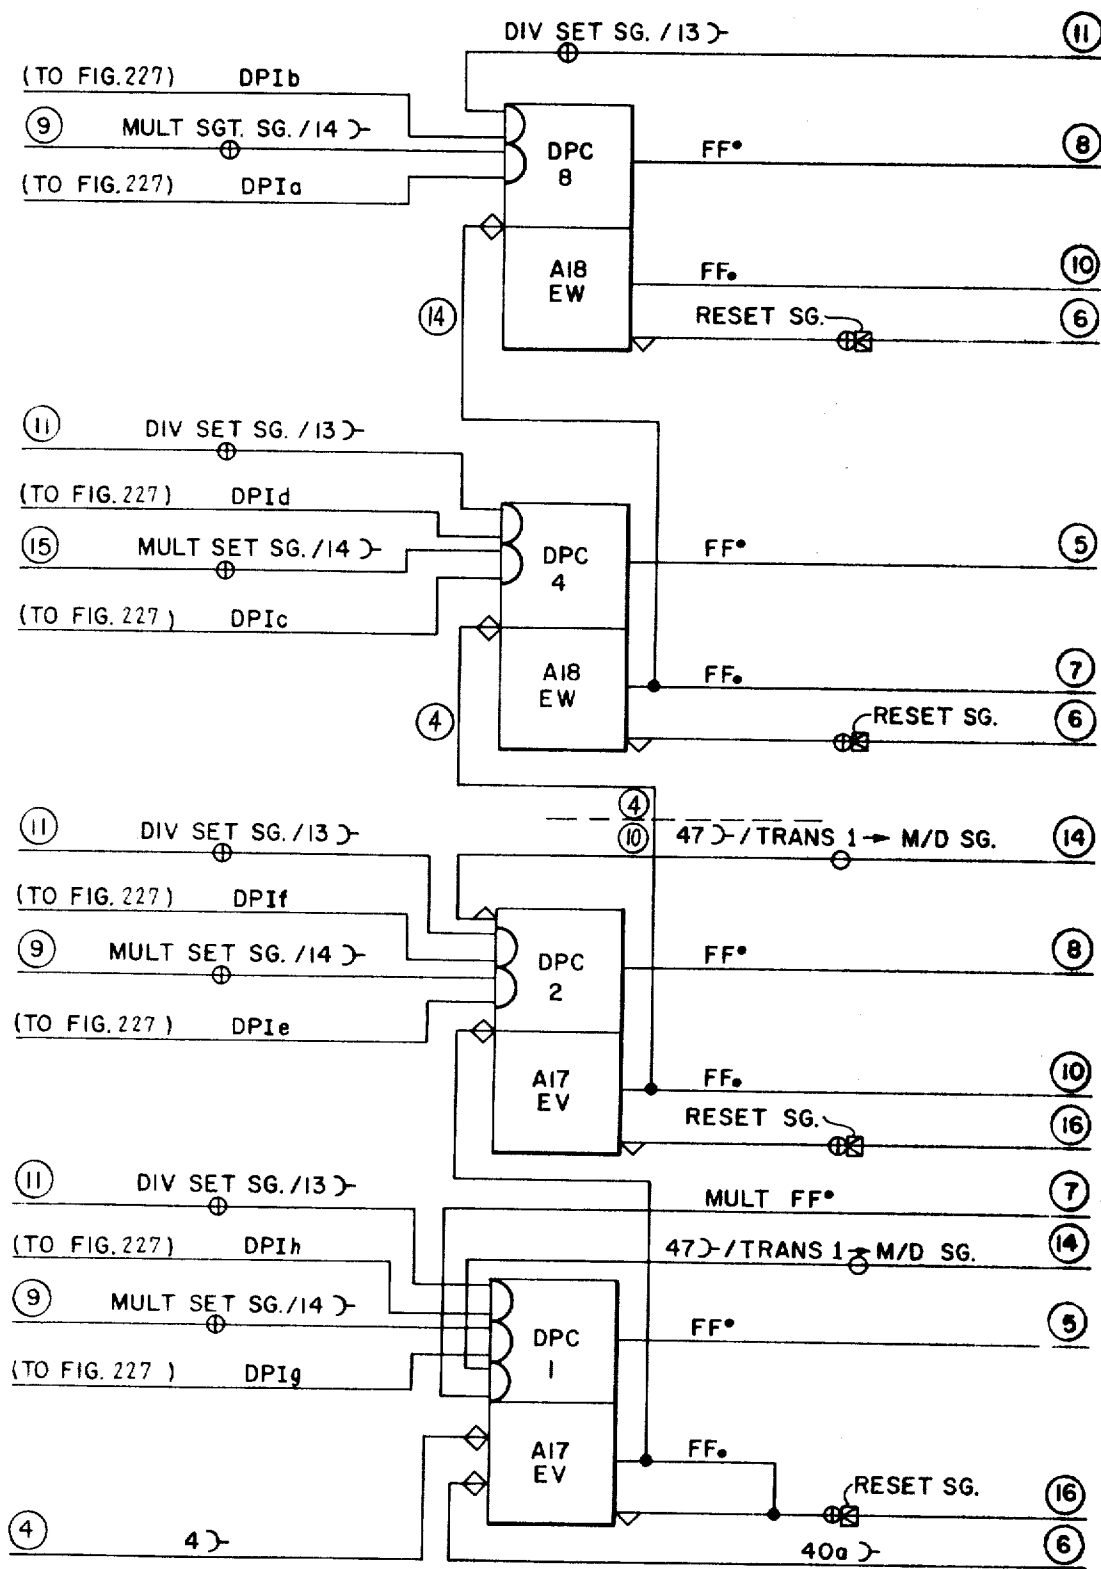 DIV SET SG. /13
11
(TO FIG. 227) DPIb
9
MULT SGT. SG. /14
DPC
8
FF
8
(TO FIG. 227) DPIa
A18
EW
FF
10
14
RESET SG.
6
11
DIV SET SG. /13
(TO FIG. 227) DPId
15
MULT SET SG. /14
DPC
4
FF
5
(TO FIG. 227) DPIc
A18
EW
FF
7
4
RESET SG.
6
4
11
DIV SET SG. /13
10
47 /TRANS 1 → M/D SG.
14
(TO FIG. 227) DPIf
9
MULT SET SG. /14
DPC
2
FF
8
(TO FIG. 227) DPIe
A17
EV
FF
10
RESET SG.
16
11
DIV SET SG. /13
MULT FF
7
(TO FIG. 227) DPIh
47 /TRANS 1 → M/D SG.
14
9
MULT SET SG. /14
DPC
1
FF
5
(TO FIG. 227) DPIg
A17
EV
FF
RESET SG.
16
4
4
40a
6